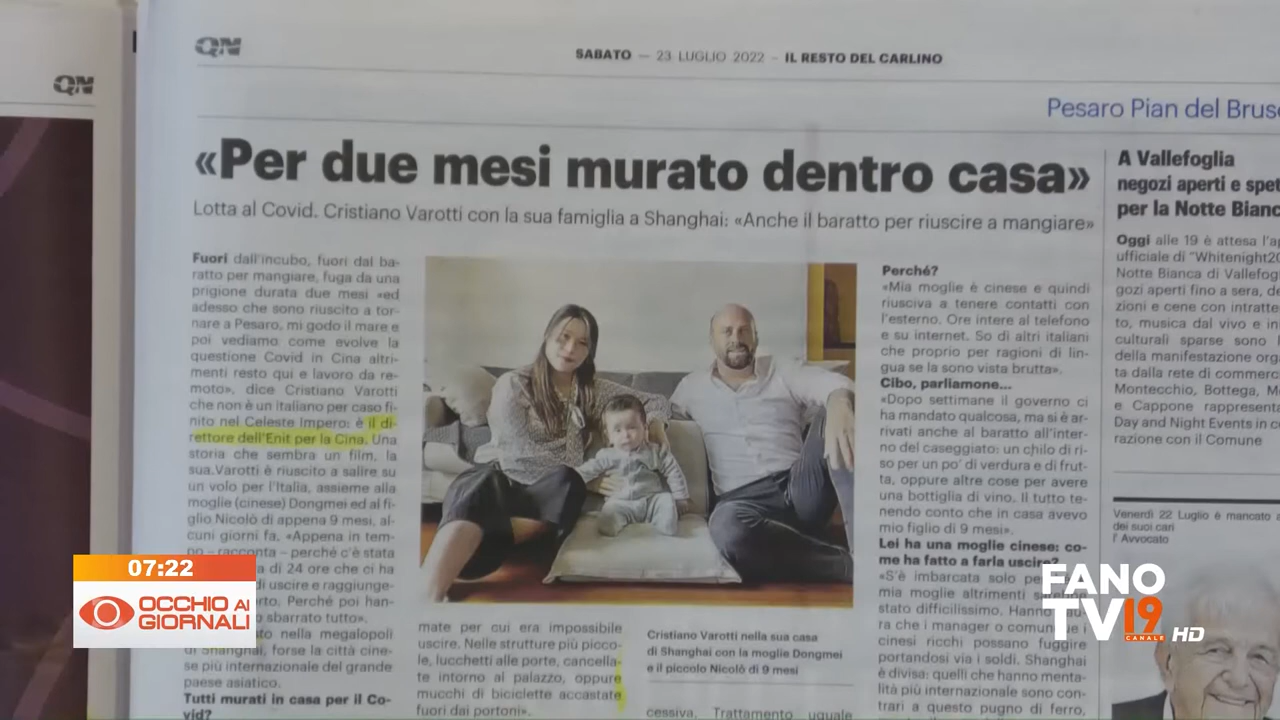 QN
QN
SABATO — 23 LUGLIO 2022 – IL RESTO DEL CARLINO
Pesaro Pian del Brusc
«Per due mesi murato dentro casa»
Lotta al Covid. Cristiano Varotti con la sua famiglia a Shanghai: «Anche il baratto per riuscire a mangiare»
Fuori dall'incubo, fuori dal ba-
ratto per mangiare, fuga da una
prigione durata due mesi «ed
adesso che sono riuscito a tor-
nare a Pesaro, mi godo il mare e
poi vediamo come evolve la
questione Covid in Cina altri-
menti resto qui e lavoro da re-
moto», dice Cristiano Varotti
che non è un italiano per caso fi-
nito nel Celeste Impero: è il di-
rettore dell'Enit per la Cina. Una
storia che sembra un film, la
sua.Varotti è riuscito a salire su
un volo per l'Italia, assieme alla
moglie (cinese) Dongmei ed al fi-
glio Nicolò di appena 9 mesi, al-
cuni giorni fa. «Appena in tem-
po – racconta – perché c'è stata
a di 24 ore che ci ha
di uscire e raggiunge-
orto. Perché poi han-
sbarrato tutto».
to nella megalopoli
di Shanghai, forse la città cine-
se più internazionale del grande
paese asiatico.
Tutti murati in casa per il Co-
vid?
mate per cui era impossibile
uscire. Nelle strutture più picco-
le, lucchetti alle porte, cancella-
te intorno al palazzo, oppure
mucchi di biciclette accastate
fuori dai portoni».
Cristiano Varotti nella sua casa
di Shanghai con la moglie Dongmei
e il piccolo Nicolò di 9 mesi
cessiva. Trattamento uguale
Perché?
«Mia moglie è cinese e quindi
riusciva a tenere contatti con
l'esterno. Ore intere al telefono
e su internet. So di altri italiani
che proprio per ragioni di lin-
gua se la sono vista brutta».
Cibo, parliamone...
«Dopo settimane il governo ci
ha mandato qualcosa, ma si è ar-
rivati anche al baratto all'inter-
no del caseggiato: un chilo di ri-
so per un po' di verdura e di frut-
ta, oppure altre cose per avere
una bottiglia di vino. Il tutto te-
nendo conto che in casa avevo
mio figlio di 9 mesi».
Lei ha una moglie cinese: co-
me ha fatto a farla uscire?
«S'è imbarcata solo pe
mia moglie altrimenti sarebbe
stato difficilissimo. Hann
ra che i manager o comunque i
cinesi ricchi possano fuggire
portandosi via i soldi. Shanghai
è divisa: quelli che hanno menta-
lità più internazionale sono con-
trari a questo pugno di ferro,
A Vallefoglia
negozi aperti e spet
per la Notte Bianc
Oggi alle 19 è attesa l'ap
ufficiale di "Whitenight20
Notte Bianca di Vallefogl
gozi aperti fino a sera, de
zioni e cene con intratte
to, musica dal vivo e in
culturali sparse sono l
della manifestazione org
ta dalla rete di commerc
Montecchio, Bottega, Mo
e Cappone rappresenta
Day and Night Events in co
razione con il Comune
Venerdì 22 Luglio è mancato a
dei suoi cari
l' Avvocato
07:22
OCCHIO AI
GIORNALI
FANO
TV19
CANALE
HD